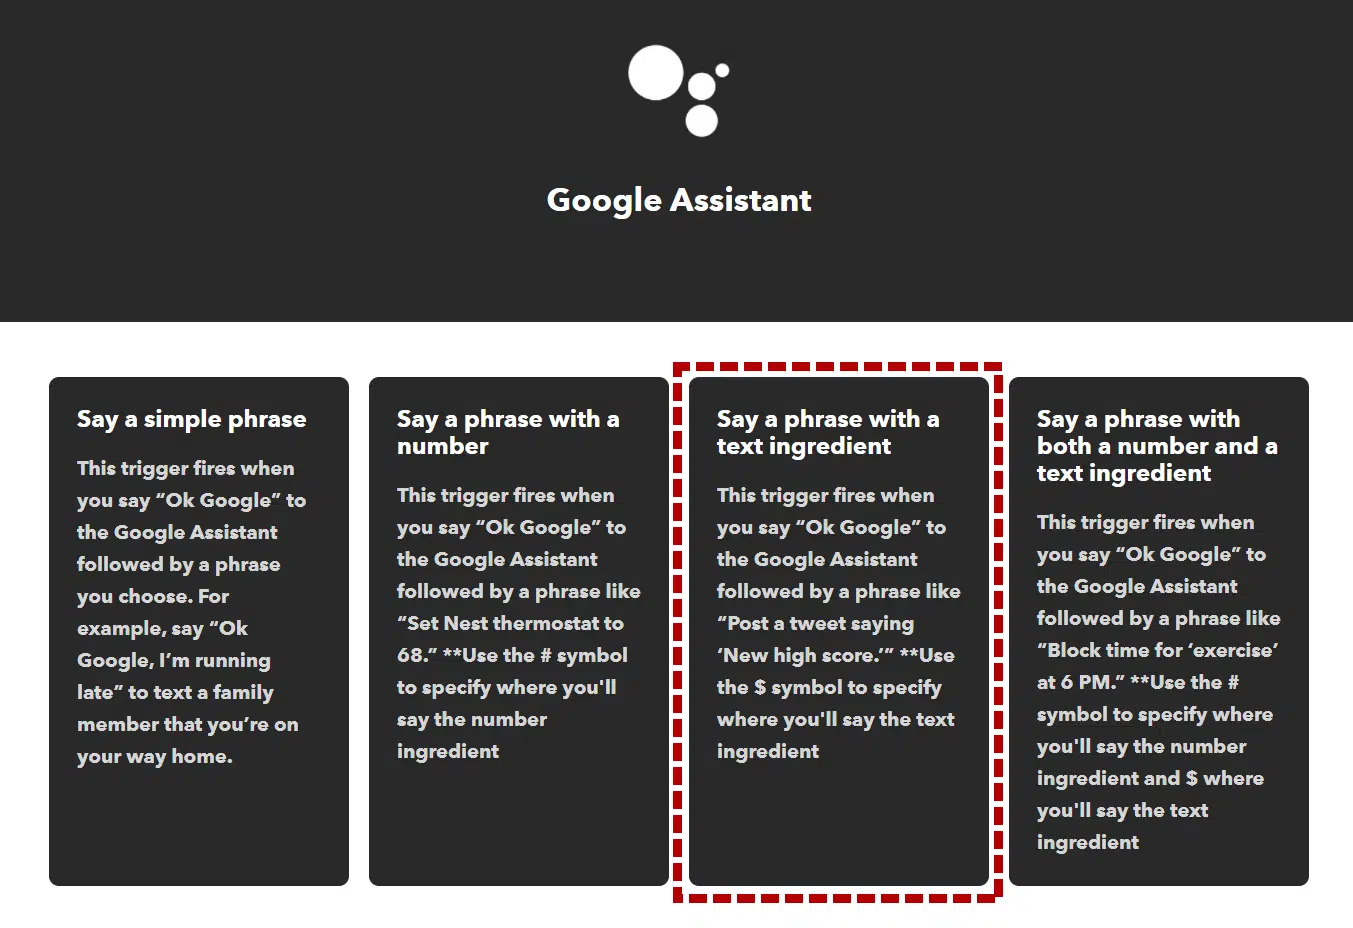 Google Assistant
Say a simple phrase
This trigger fires when
you say “Ok Google” to
the Google Assistant
followed by a phrase
you choose. For
example, say “Ok
Google, I’m running
late” to text a family
member that you’re on
your way home.
Say a phrase with a
number
This trigger fires when
you say “Ok Google” to
the Google Assistant
followed by a phrase like
“Set Nest thermostat to
68.” **Use the # symbol
to specify where you'll
say the number
ingredient
Say a phrase with a
text ingredient
This trigger fires when
you say “Ok Google” to
the Google Assistant
followed by a phrase like
“Post a tweet saying
‘New high score.’” **Use
the $ symbol to specify
where you'll say the text
ingredient
Say a phrase with
both a number and a
text ingredient
This trigger fires when
you say “Ok Google” to
the Google Assistant
followed by a phrase like
“Block time for ‘exercise’
at 6 PM.” **Use the #
symbol to specify where
you'll say the number
ingredient and $ where
you'll say the text
ingredient